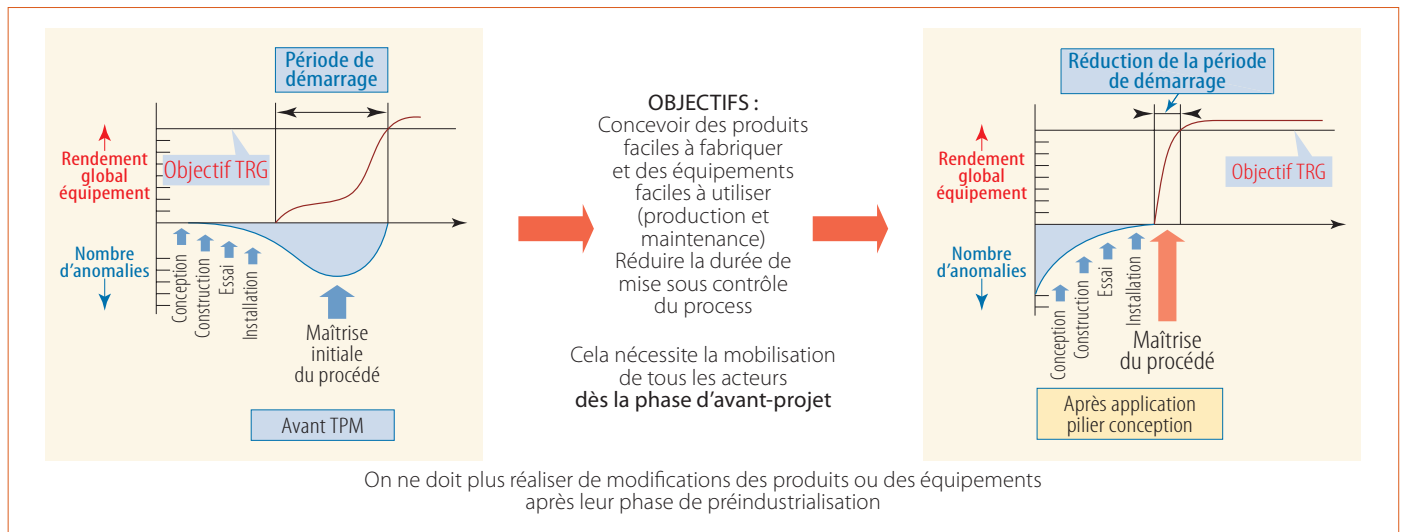 Période de
démarrage
Rendement
global
équipement
Objectif TRG
Nombre
d'anomalies
Conception
Construction
Essai
Installation
Maîtrise
initiale
du procédé
Avant TPM
OBJECTIFS :
Concevoir des produits
faciles à fabriquer
et des équipements
faciles à utiliser
(production et
maintenance)
Réduire la durée de
mise sous contrôle
du process
Cela nécessite la mobilisation
de tous les acteurs
dès la phase d'avant-projet
Réduction de la période
de démarrage
Rendement
global
équipement
Objectif TRG
Nombre
d'anomalies
Conception
Construction
Essai
Installation
Maîtrise
du procédé
Après application
pilier conception
On ne doit plus réaliser de modifications des produits ou des équipements
après leur phase de préindustrialisation